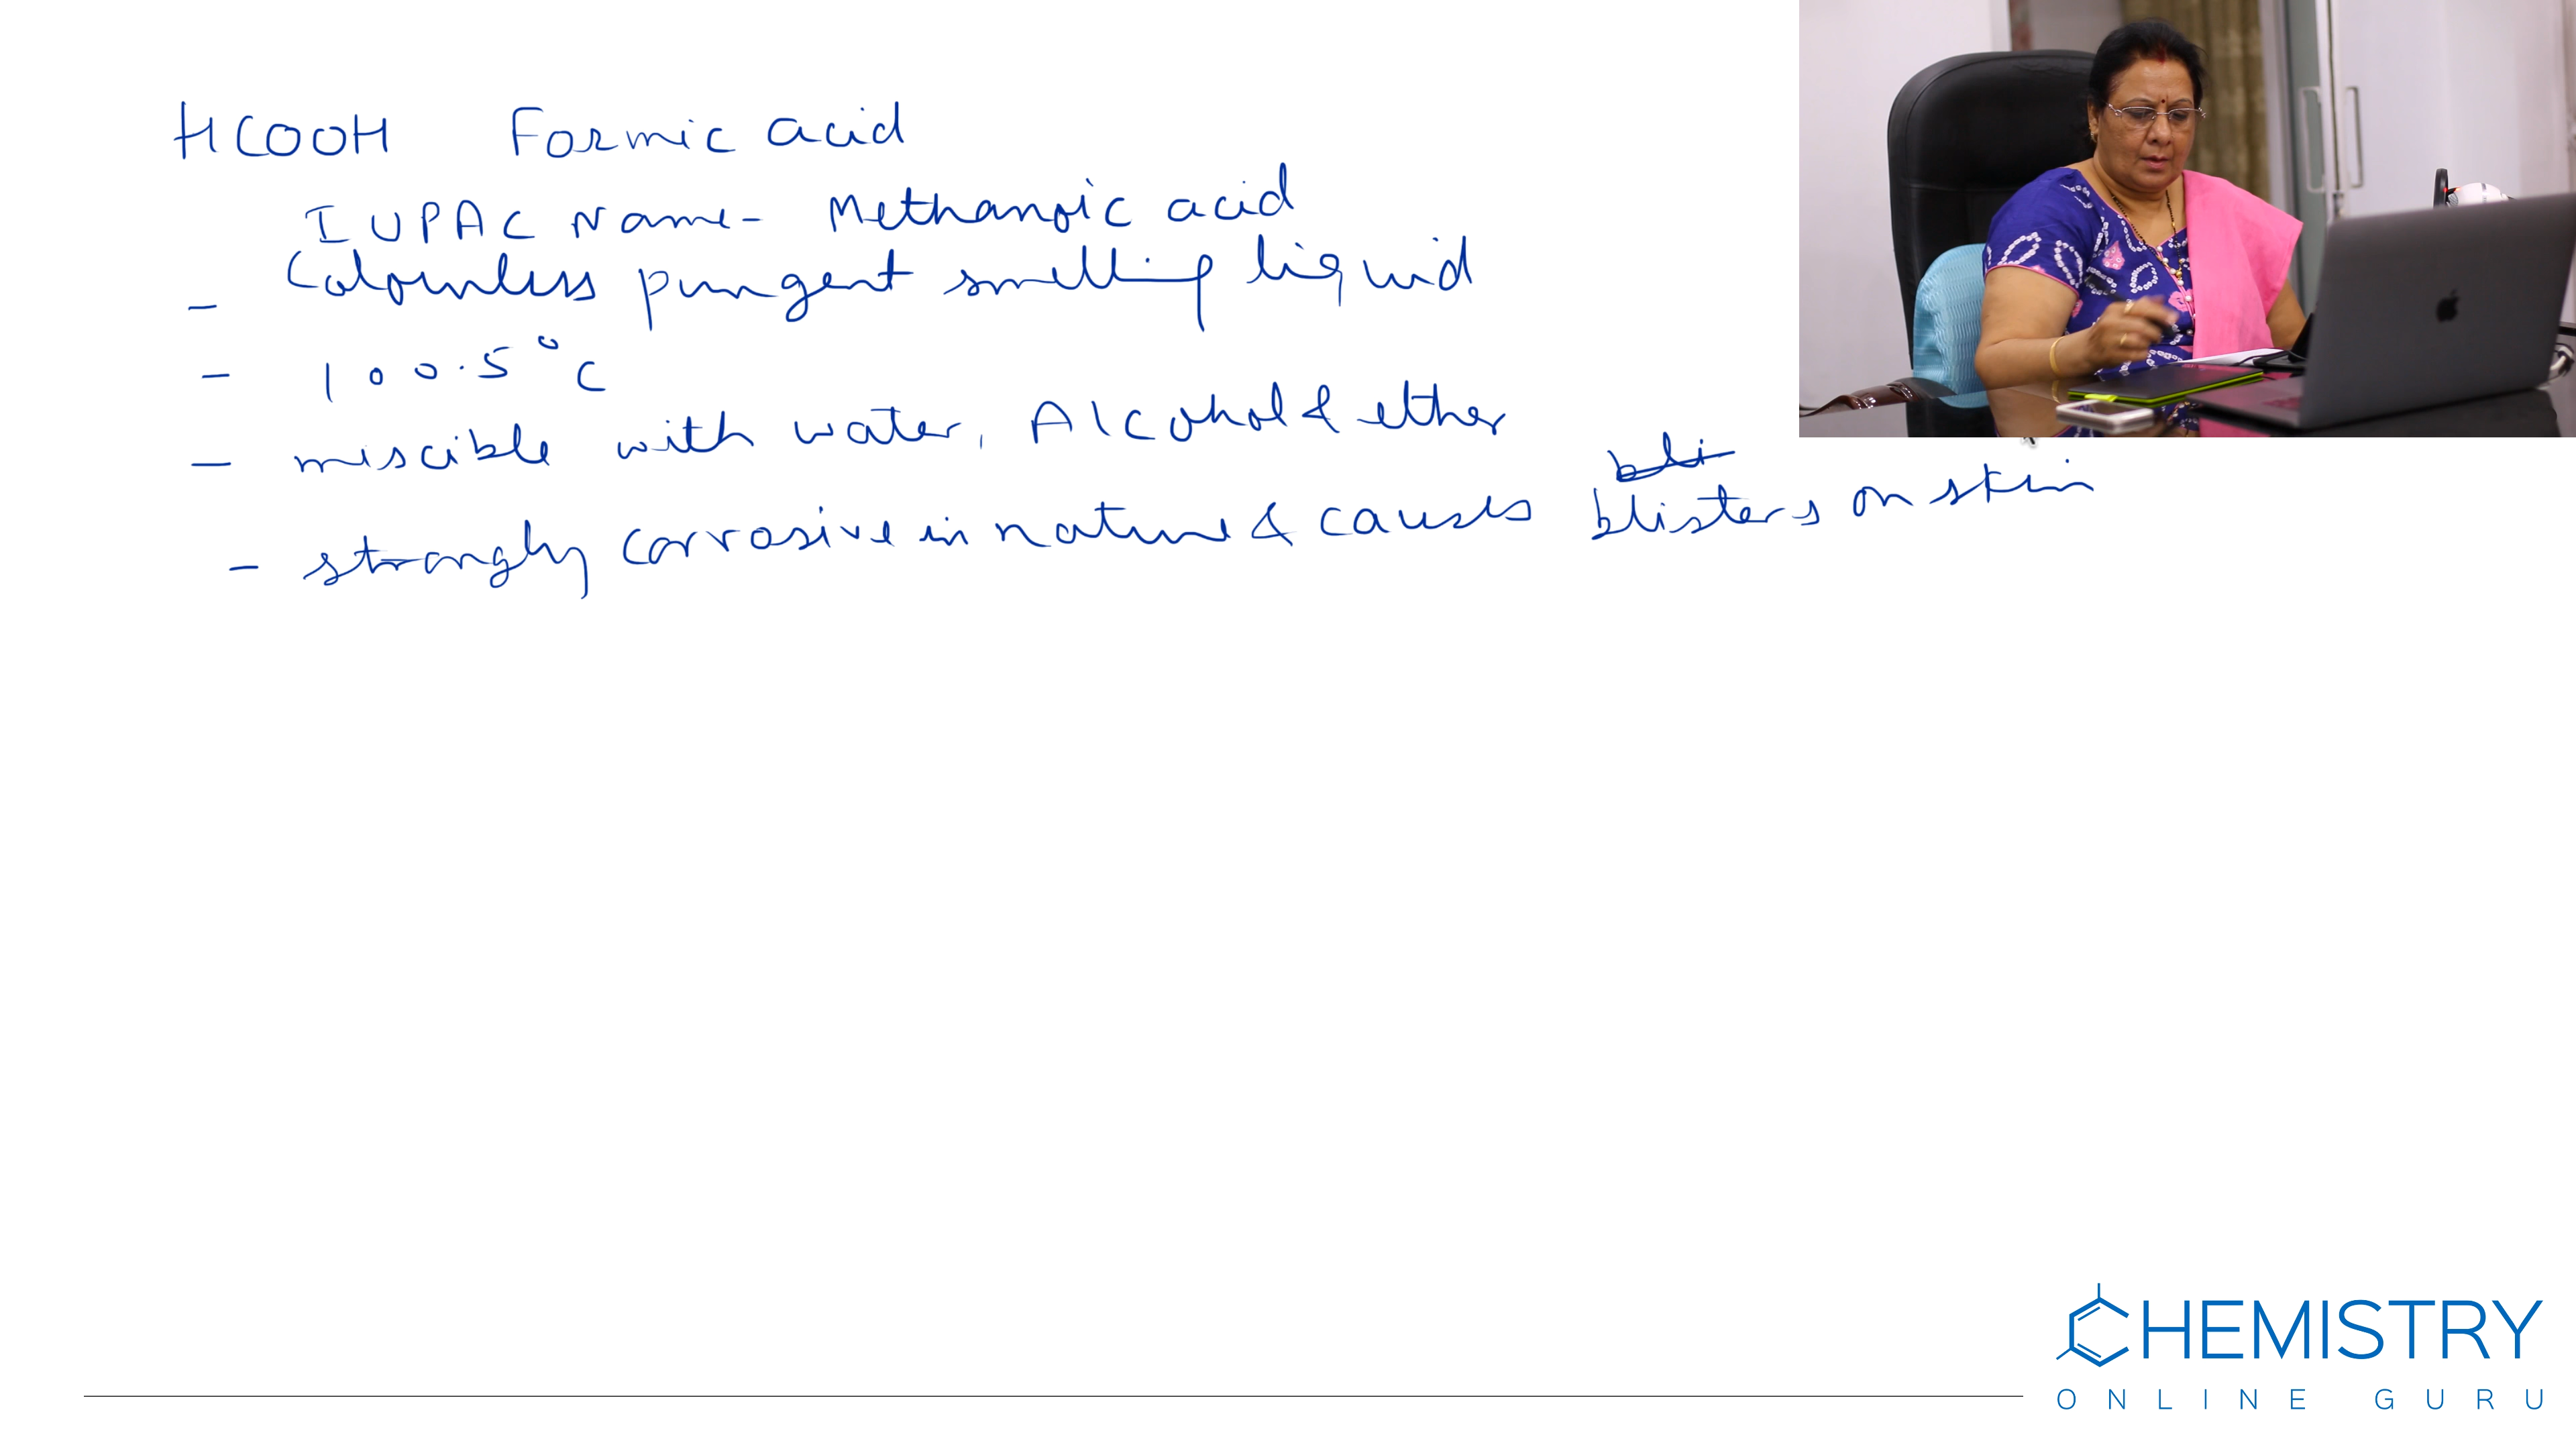 HCOOH Formic acid
IUPAC Name- Methanoic acid
- Colourless pungent smelling liquid
- 100.5°C
- miscible with water, Alcohol & ether
bli
- strongly corrosive in nature & causes blisters on skin
CHEMISTRY
ONLINE GURU